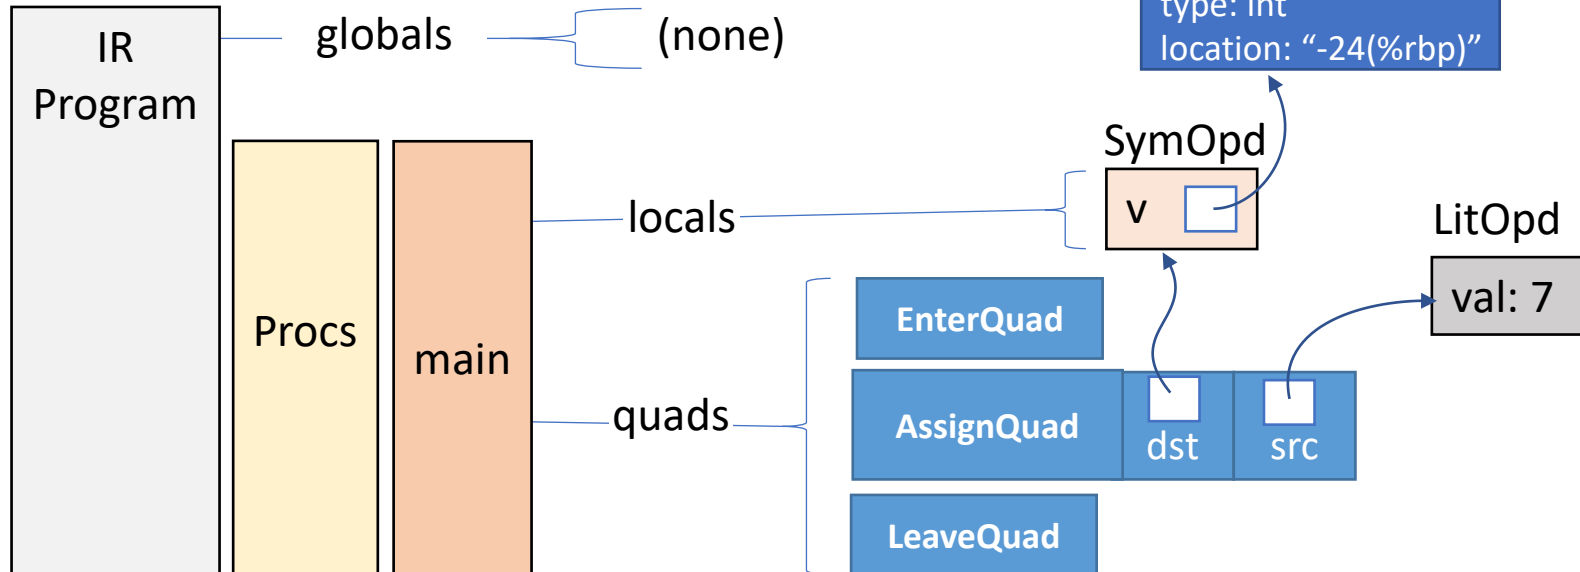 IR
Program
globals
(none)
type: int
location: “-24(%rbp)”
SymOpd
v
locals
LitOpd
val: 7
Procs
main
quads
EnterQuad
AssignQuad
dst
src
LeaveQuad